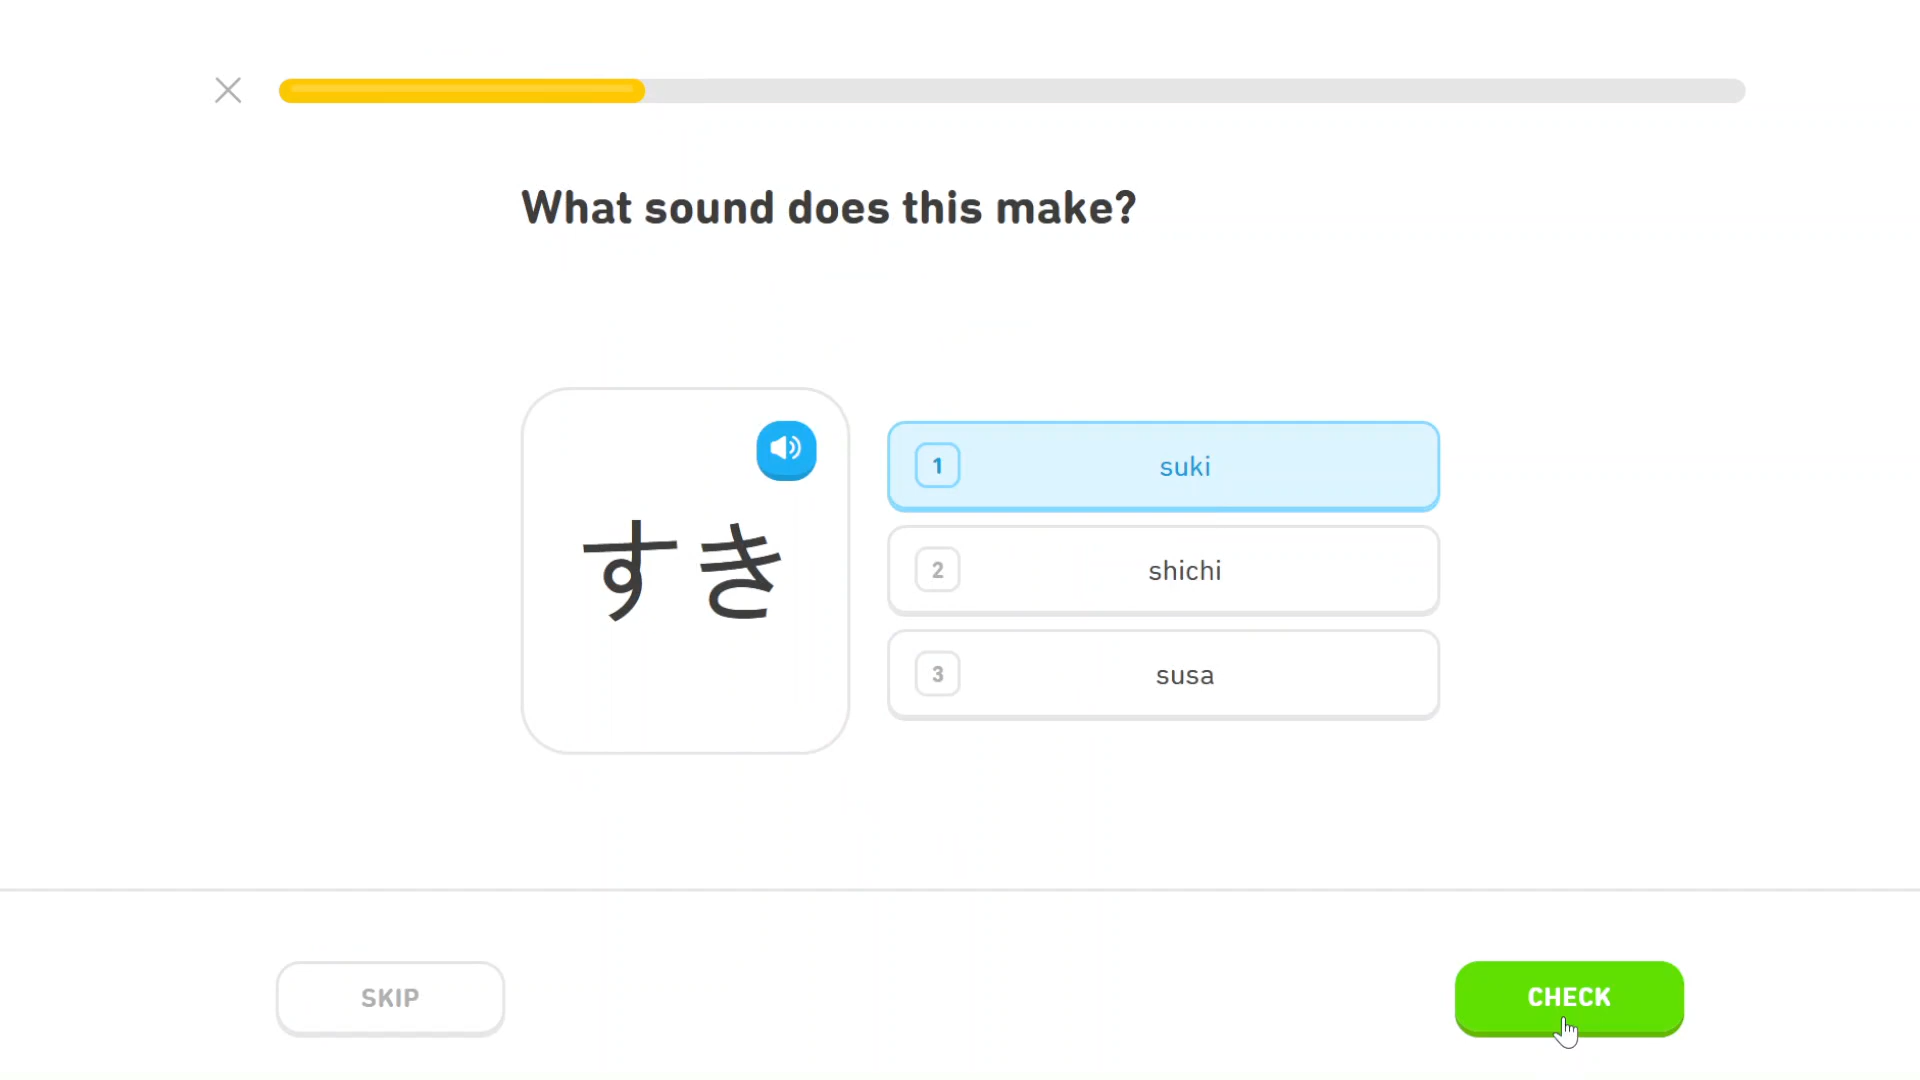 What sound does this make?
すき
1 suki
2 shichi
3 susa
SKIP
CHECK